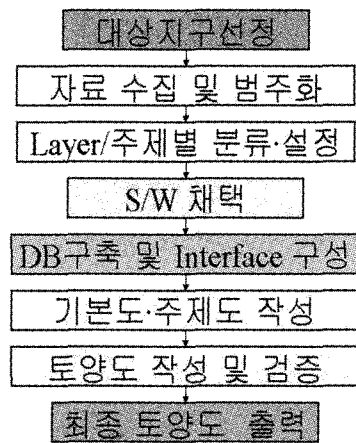 대상지구선정
자료 수집 및 범주화
Layer/주제별 분류·설정
S/W 채택
DB구축 및 Interface 구성
기본도·주제도 작성
토양도 작성 및 검증
최종 토양도 출력